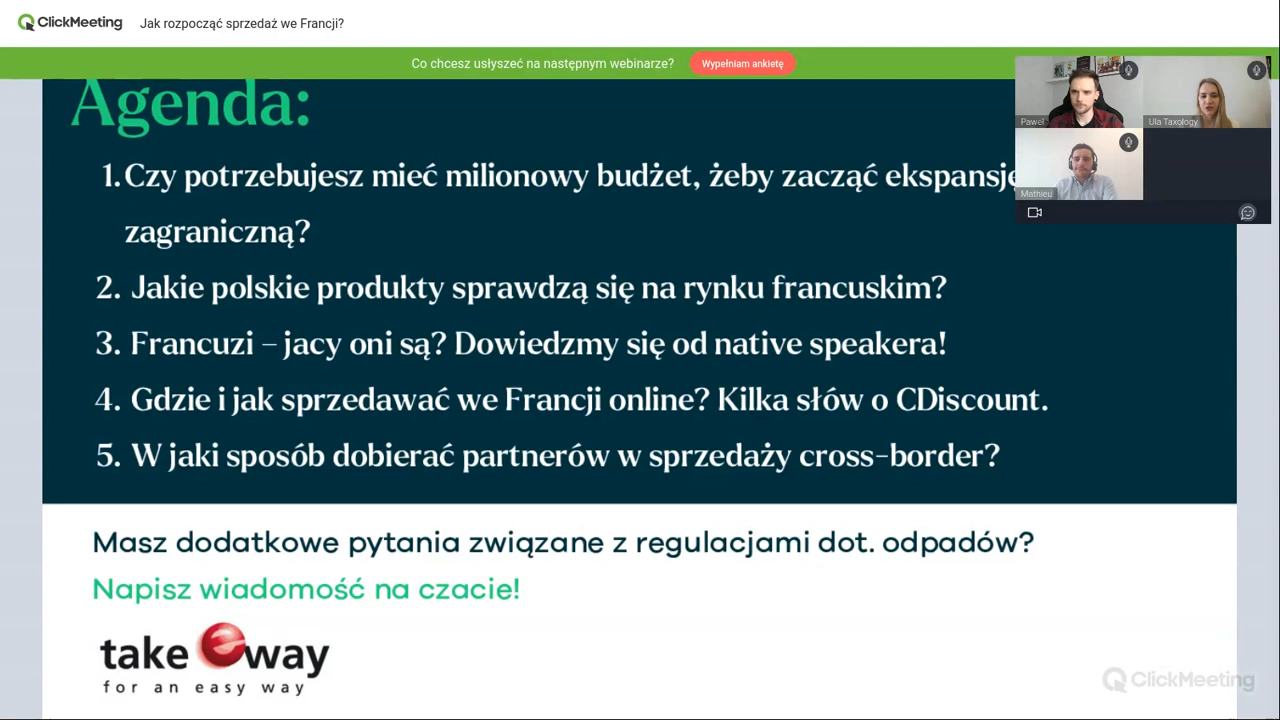 ClickMeeting Jak rozpocząć sprzedaż we Francji?
Co chcesz usłyszeć na następnym webinarze? Wypełniam ankietę
Agenda:
1. Czy potrzebujesz mieć milionowy budżet, żeby zacząć ekspansję
zagraniczną?
2. Jakie polskie produkty sprawdzą się na rynku francuskim?
3. Francuzi – jacy oni są? Dowiedzmy się od native speakera!
4. Gdzie i jak sprzedawać we Francji online? Kilka słów o CDiscount.
5. W jaki sposób dobierać partnerów w sprzedaży cross-border?
Paweł Ula Taxology
Mathieu
Masz dodatkowe pytania związane z regulacjami dot. odpadów?
Napisz wiadomość na czacie!
take e way
for an easy way
ClickMeeting